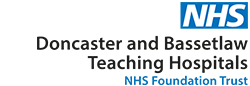 NHS
Doncaster and Bassetlaw
Teaching Hospitals
NHS Foundation Trust